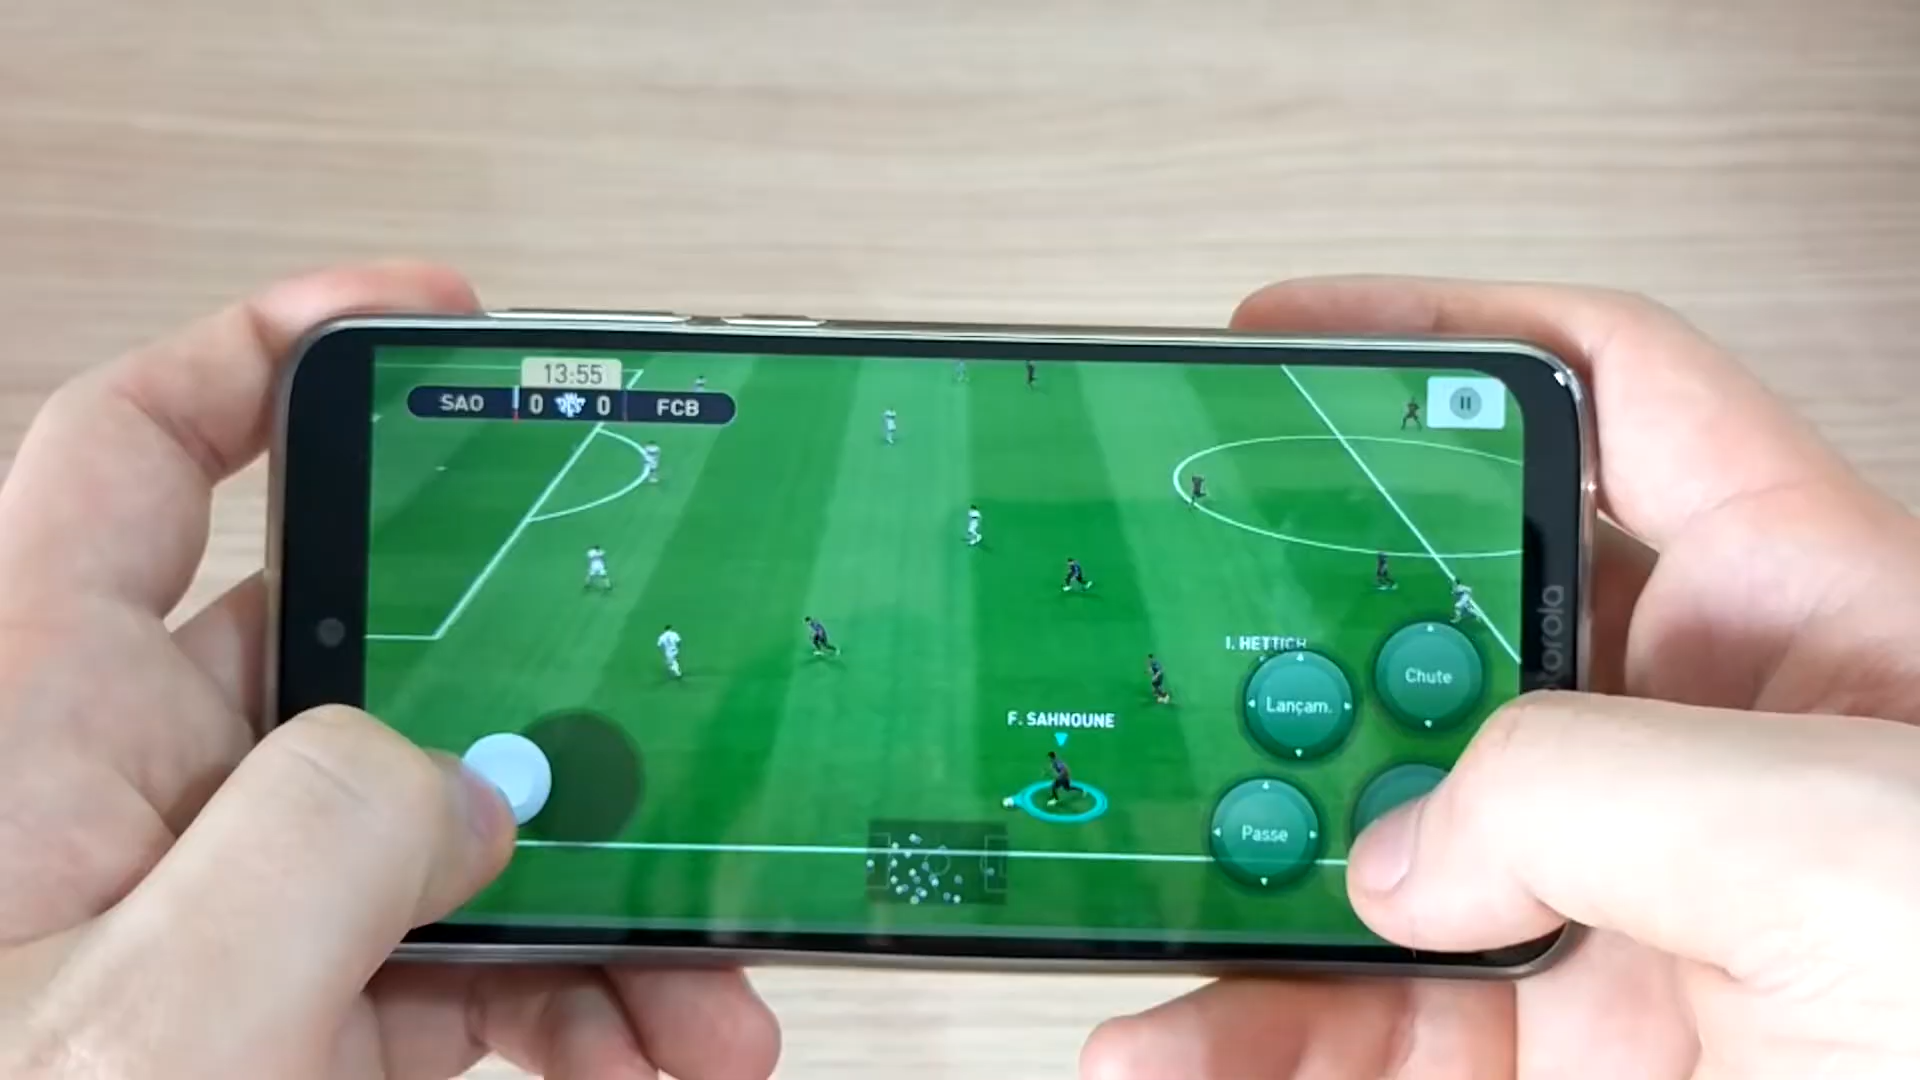 13:55
SAO 0 0 FCB
I. HETTICH
Chute
Lançam.
F. SAHNOUNE
Passe